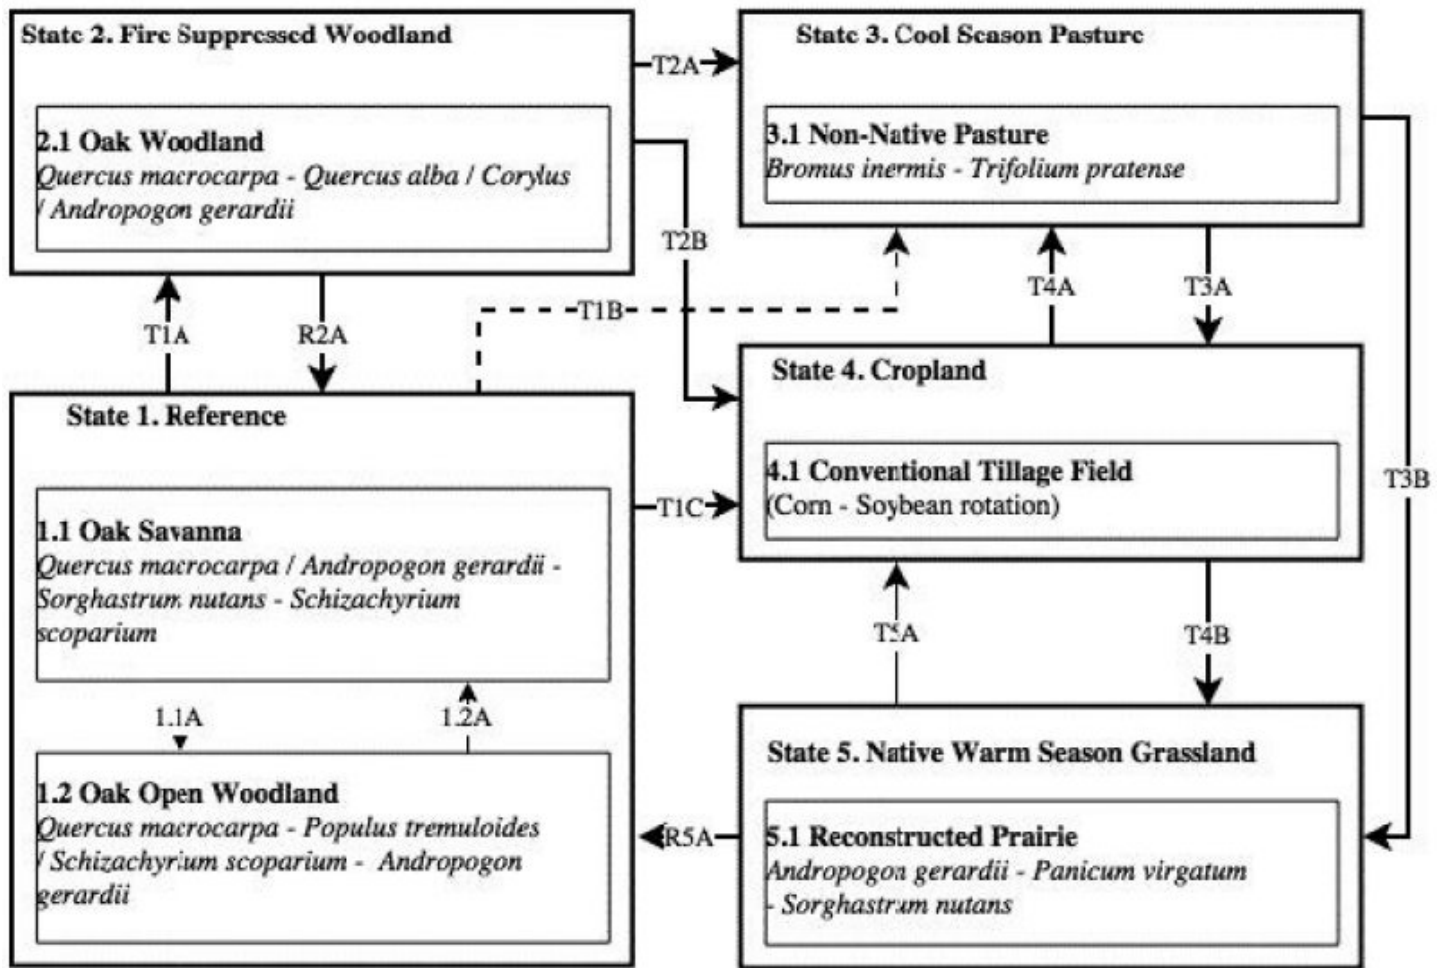 State 2. Fire Suppressed Woodland
2.1 Oak Woodland
Quercus macrocarpa - Quercus alba / Corylus
/ Andropogon gerardii
T2A
State 3. Cool Season Pasture
3.1 Non-Native Pasture
Bromus inermis - Trifolium pratense
T2B
T1A
R2A
T1B
T4A
T3A
State 1. Reference
1.1 Oak Savanna
Quercus macrocarpa / Andropogon gerardii -
Sorghastrum nutans - Schizachyrium
scoparium
1.1A
1.2A
1.2 Oak Open Woodland
Quercus macrocarpa - Populus tremuloides
/ Schizachyrium scoparium - Andropogon
gerardii
T1C
State 4. Cropland
4.1 Conventional Tillage Field
(Corn - Soybean rotation)
T3B
T5A
T4B
R5A
State 5. Native Warm Season Grassland
5.1 Reconstructed Prairie
Andropogon gerardii - Panicum virgatum
- Sorghastrum nutans